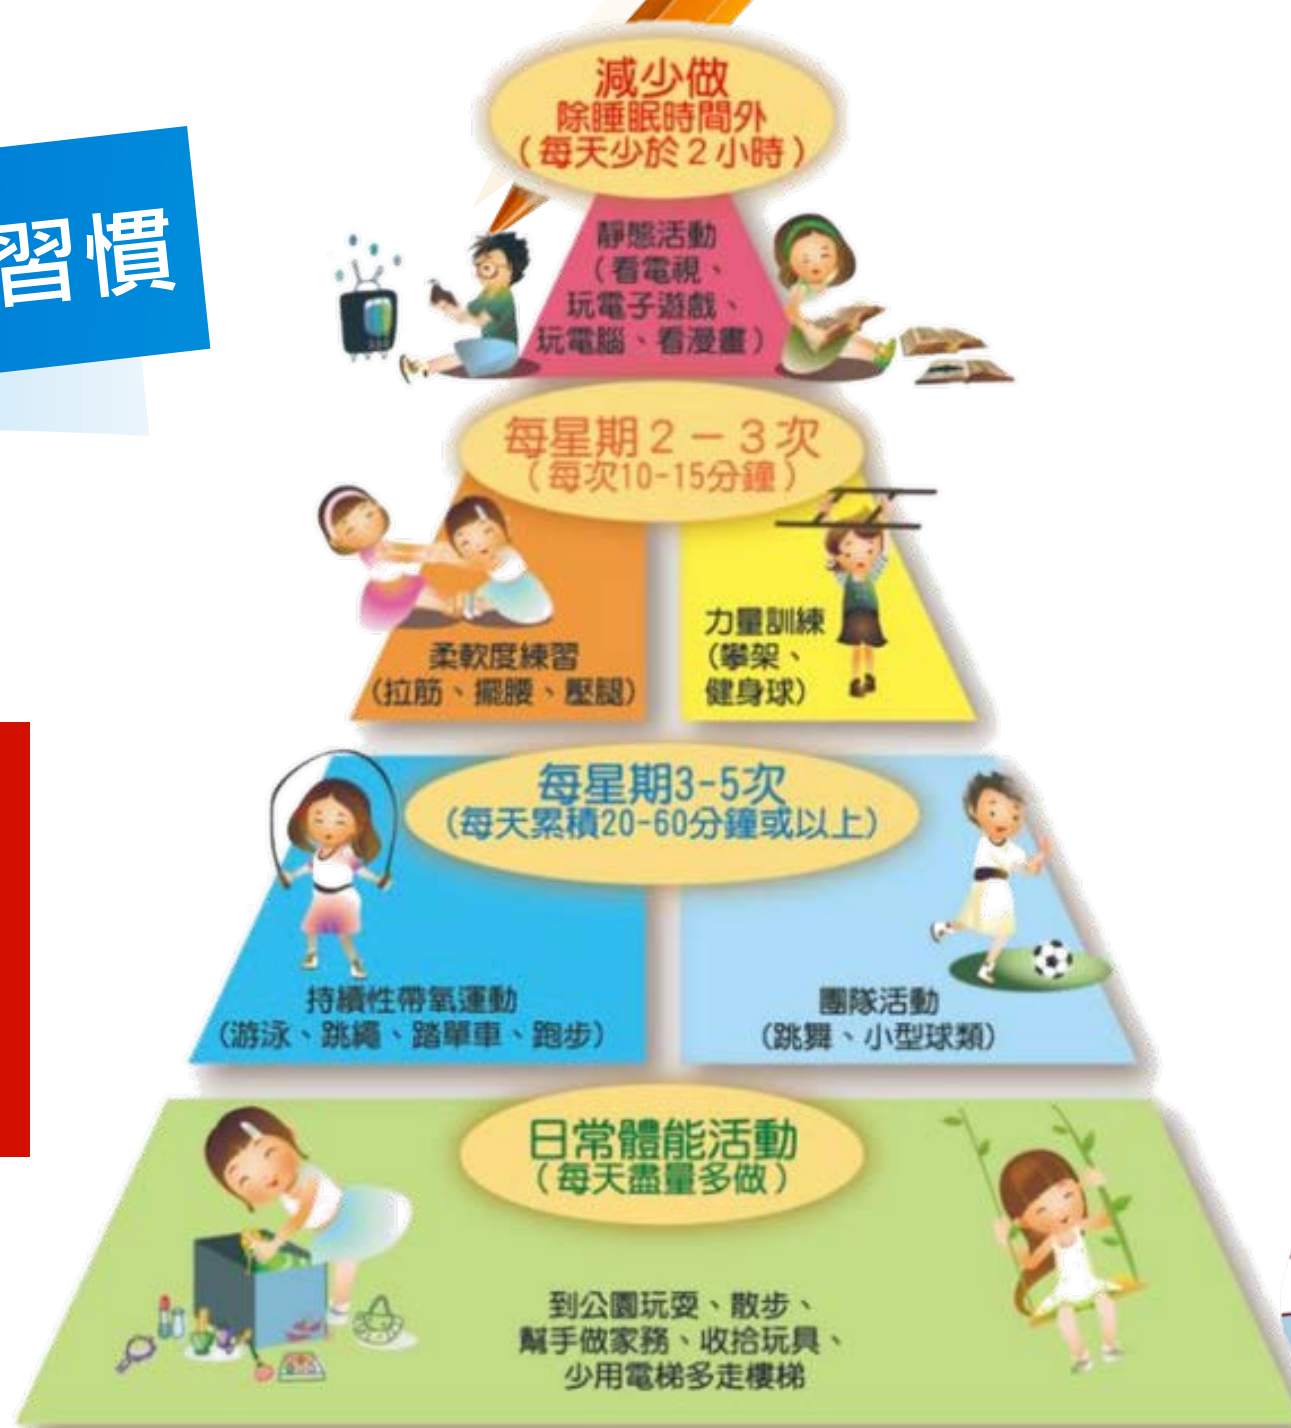 習慣
減少做
除睡眠時間外
（每天少於２小時）
靜態活動
（看電視、
玩電子遊戲、
玩電腦、看漫畫）
每星期２－３次
（每次10-15分鐘）
柔軟度練習
(拉筋、擺腰、壓腿)
力量訓練
(攀架、
健身球)
每星期3-5次
(每天累積20-60分鐘或以上)
持續性帶氧運動
(游泳、跳繩、踏單車、跑步)
團隊活動
(跳舞、小型球類)
日常體能活動
（每天盡量多做）
到公園玩耍、散步、
幫手做家務、收拾玩具、
少用電梯多走樓梯